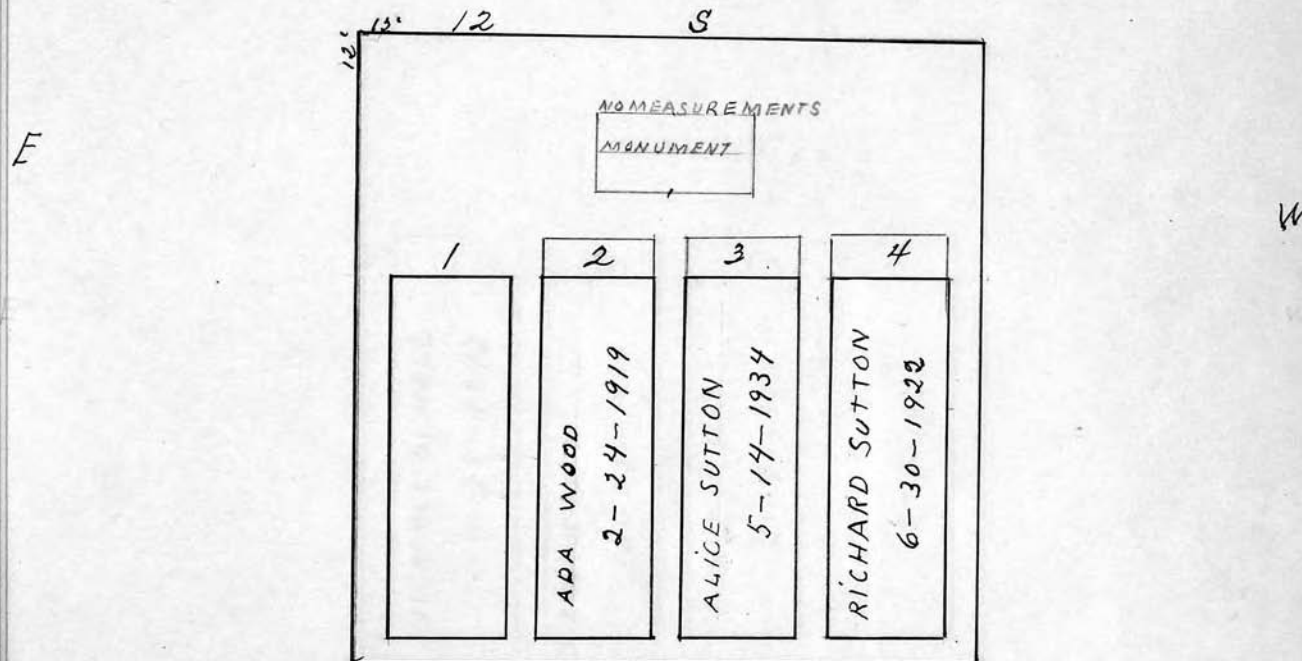 13' 12 S
12'
E
NO MEASUREMENTS
MONUMENT
W
1 2 3 4
ADA WOOD
2-24-1919
ALICE SUTTON
5-14-1934
RICHARD SUTTON
6-30-1922